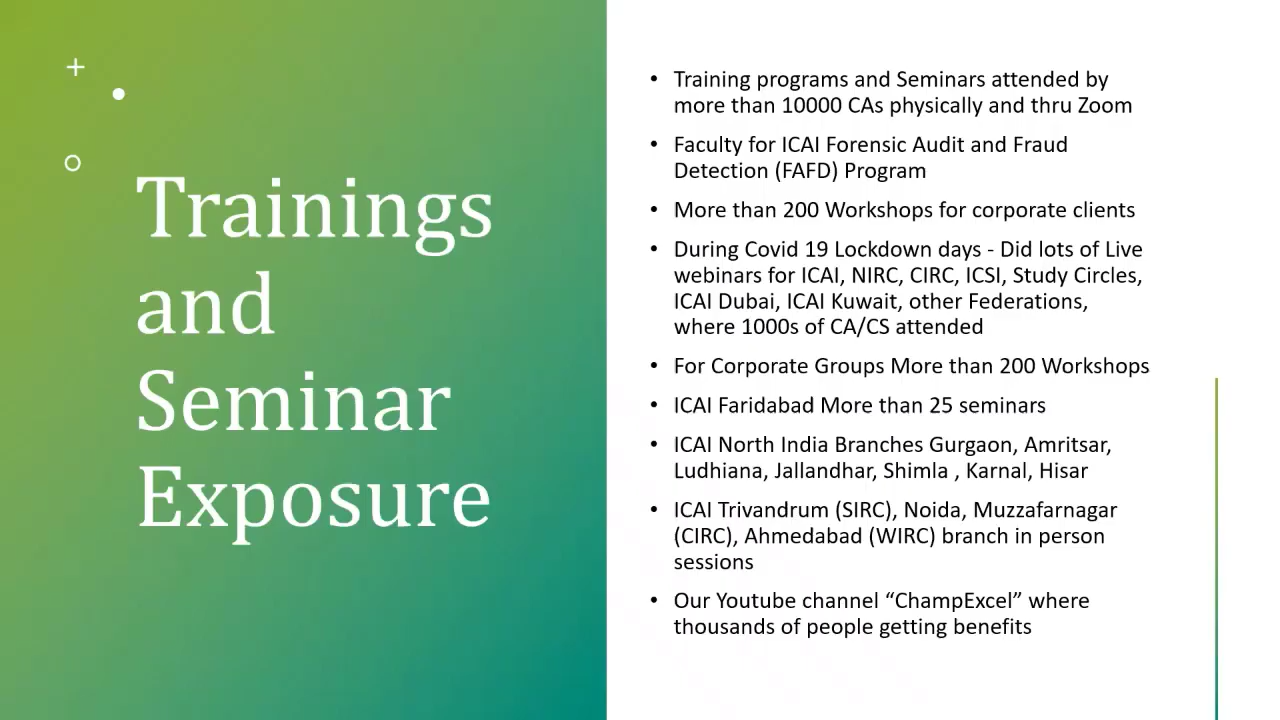 Trainings
and
Seminar
Exposure
• Training programs and Seminars attended by
more than 10000 CAs physically and thru Zoom
• Faculty for ICAI Forensic Audit and Fraud
Detection (FAFD) Program
• More than 200 Workshops for corporate clients
• During Covid 19 Lockdown days - Did lots of Live
webinars for ICAI, NIRC, CIRC, ICSI, Study Circles,
ICAI Dubai, ICAI Kuwait, other Federations,
where 1000s of CA/CS attended
• For Corporate Groups More than 200 Workshops
• ICAI Faridabad More than 25 seminars
• ICAI North India Branches Gurgaon, Amritsar,
Ludhiana, Jallandhar, Shimla , Karnal, Hisar
• ICAI Trivandrum (SIRC), Noida, Muzzafarnagar
(CIRC), Ahmedabad (WIRC) branch in person
sessions
• Our Youtube channel “ChampExcel” where
thousands of people getting benefits